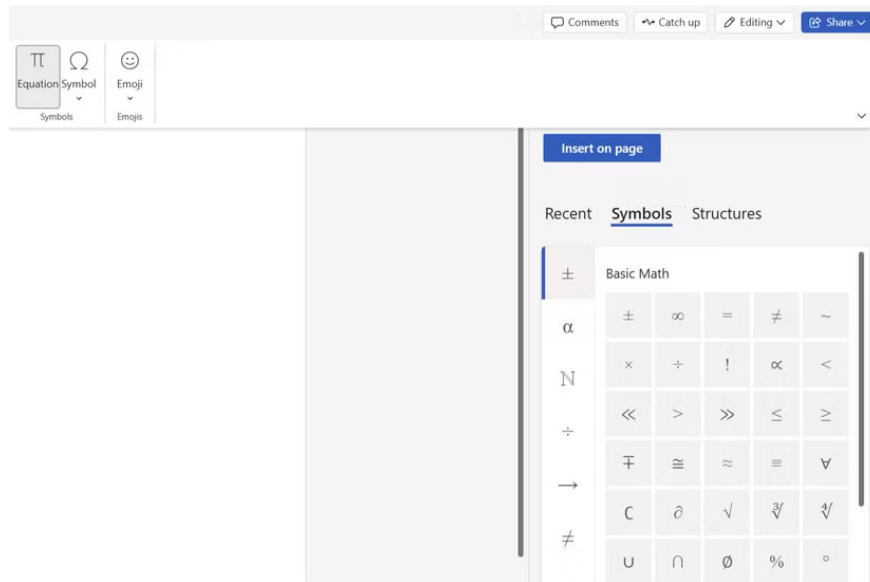 Comments Catch up Editing Share
π Ω
Equation Symbol Emoji
Symbols Emojis
Insert on page
Recent Symbols Structures
± Basic Math
± ∞ = ≠ ~
α
× ÷ ! ∝ <
ℕ
≪ > ≫ ≤ ≥
÷
∓ ≅ ≈ ≡ ∀
→
∁ ∂ √ ∛ ∜
≠
∪ ∩ ∅ % °